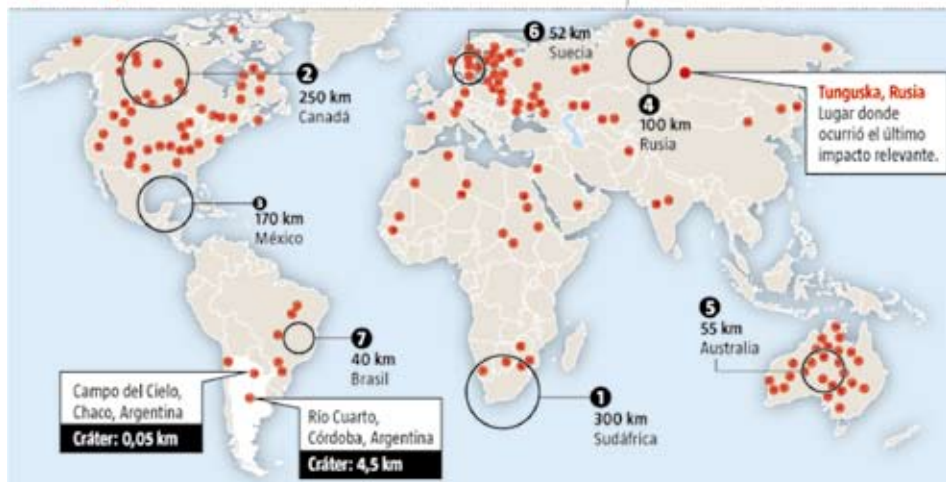 6 52 km
Suecia
2
250 km
Canadá
4
100 km
Rusia
Tunguska, Rusia
Lugar donde
ocurrió el último
impacto relevante.
3
170 km
México
5
55 km
Australia
7
40 km
Brasil
1
300 km
Sudáfrica
Campo del Cielo,
Chaco, Argentina
Cráter: 0,05 km
Río Cuarto,
Córdoba, Argentina
Cráter: 4,5 km